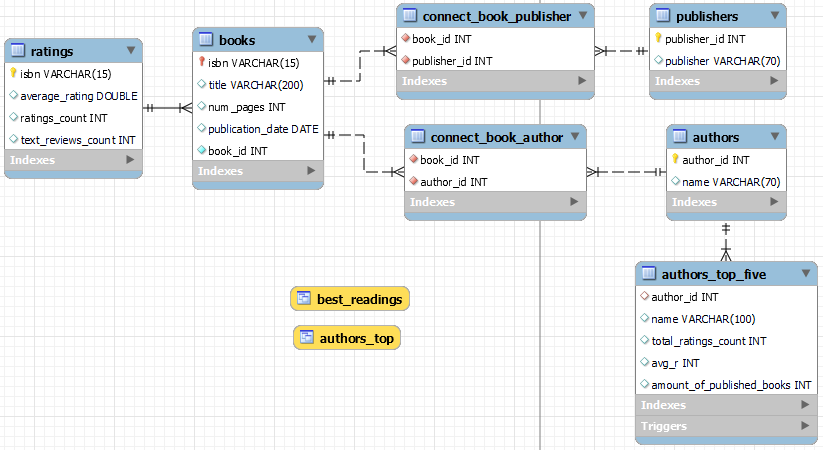 ratings
isbn VARCHAR(15)
average_rating DOUBLE
ratings_count INT
text_reviews_count INT
Indexes
books
isbn VARCHAR(15)
title VARCHAR(200)
num_pages INT
publication_date DATE
book_id INT
Indexes
connect_book_publisher
book_id INT
publisher_id INT
Indexes
publishers
publisher_id INT
publisher VARCHAR(70)
Indexes
connect_book_author
book_id INT
author_id INT
Indexes
authors
author_id INT
name VARCHAR(70)
Indexes
authors_top_five
author_id INT
name VARCHAR(100)
total_ratings_count INT
avg_r INT
amount_of_published_books INT
Indexes
Triggers
best_readings
authors_top